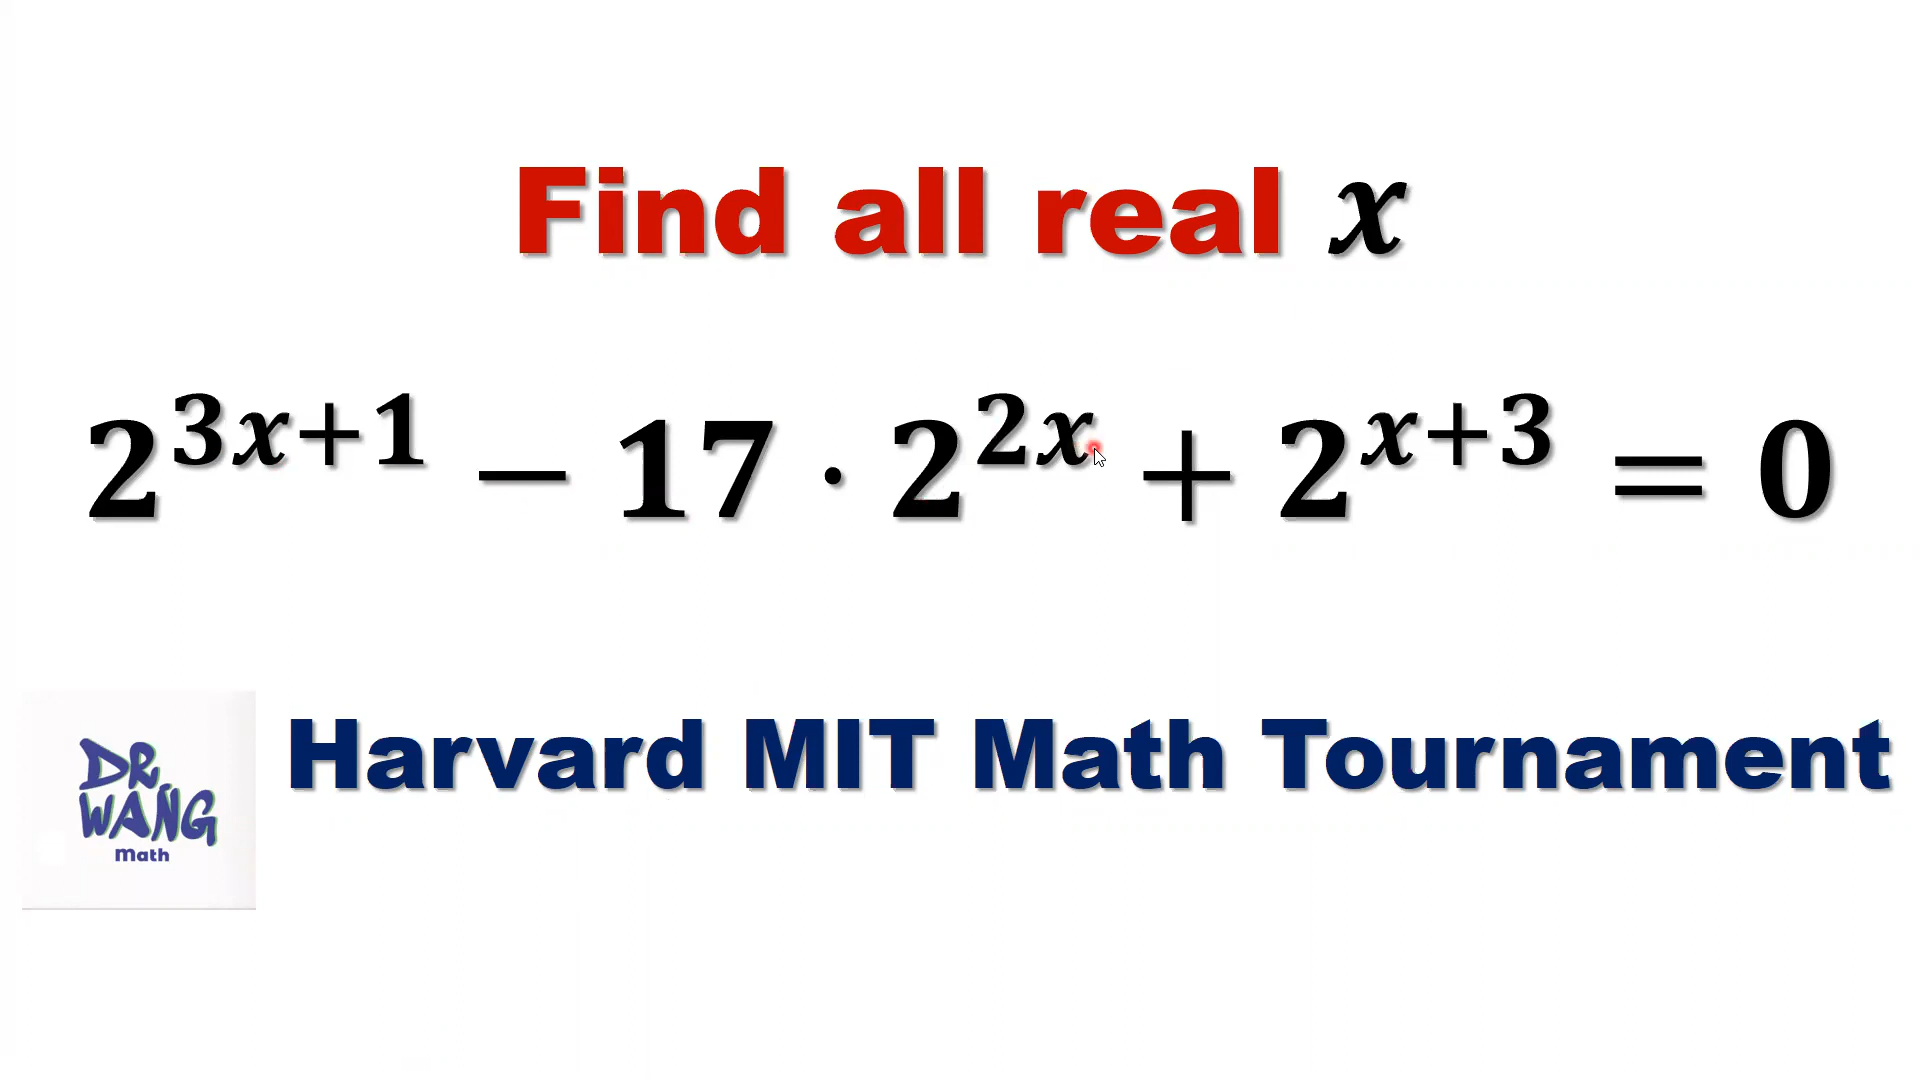 Find all real x
2^{3x+1} − 17 · 2^{2x} + 2^{x+3} = 0
Harvard MIT Math Tournament
DR
WANG
Math